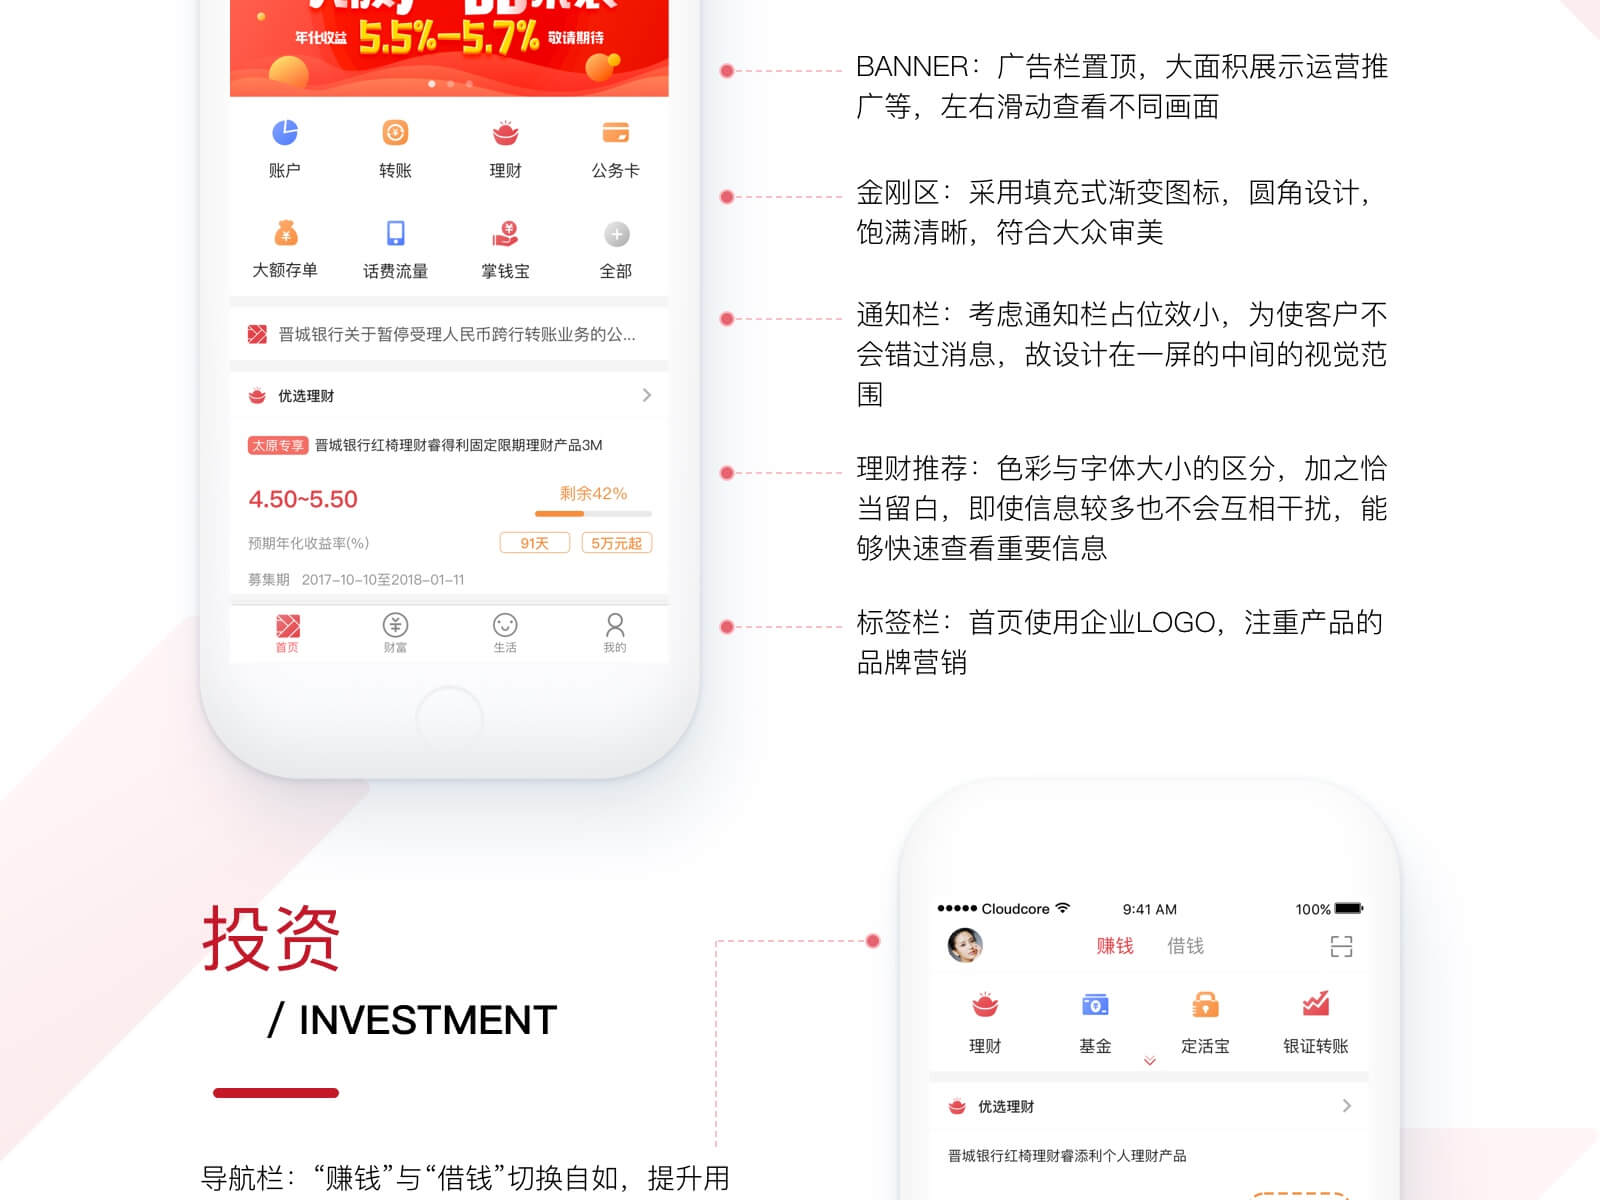 年化收益 5.5%–5.7% 敬请期待
账户 转账 理财 公务卡
大额存单 话费流量 掌钱宝 全部
晋城银行关于暂停受理人民币跨行转账业务的公...
优选理财
太原专享 晋城银行红椅理财睿得利固定限期理财产品3M
4.50~5.50 剩余42%
预期年化收益率(%) 91天 5万元起
募集期 2017-10-10至2018-01-11
首页 财富 生活 我的
BANNER：广告栏置顶，大面积展示运营推
广等，左右滑动查看不同画面
金刚区：采用填充式渐变图标，圆角设计，
饱满清晰，符合大众审美
通知栏：考虑通知栏占位效小，为使客户不
会错过消息，故设计在一屏的中间的视觉范
围
理财推荐：色彩与字体大小的区分，加之恰
当留白，即使信息较多也不会互相干扰，能
够快速查看重要信息
标签栏：首页使用企业LOGO，注重产品的
品牌营销
投资
/ INVESTMENT
导航栏：“赚钱”与“借钱”切换自如，提升用
Cloudcore 9:41 AM 100%
赚钱 借钱
理财 基金 定活宝 银证转账
优选理财
晋城银行红椅理财睿添利个人理财产品